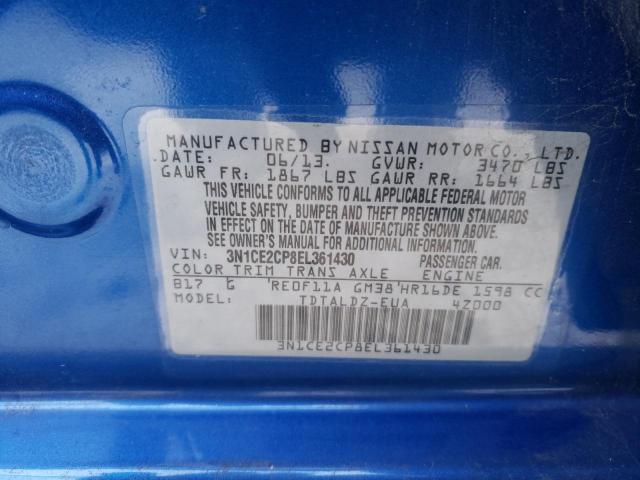 MANUFACTURED BY NISSAN MOTOR CO., LTD.
DATE: 06/13. GVWR: 3470 LBS
GAWR FR: 1867 LBS GAWR RR: 1664 LBS
THIS VEHICLE CONFORMS TO ALL APPLICABLE FEDERAL MOTOR
VEHICLE SAFETY, BUMPER AND THEFT PREVENTION STANDARDS
IN EFFECT ON THE DATE OF MANUFACTURE SHOWN ABOVE.
SEE OWNER'S MANUAL FOR ADDITIONAL INFORMATION.
VIN: 3N1CE2CP8EL361430 PASSENGER CAR.
COLOR TRIM TRANS AXLE ENGINE
B17 G 'RE0F11A GM38'HR16DE 1598 CC
MODEL: TDTALDZ-EUA 4Z000
3N1CE2CP8EL361430